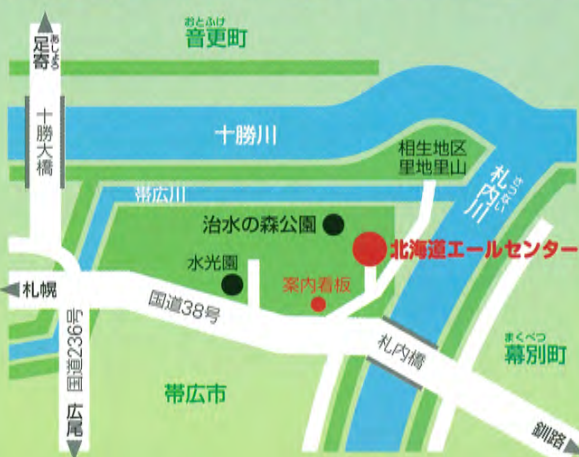 おとふけ
音更町
あしょろ
足寄
十勝大橋
十勝川
相生地区
里地里山
さつない
札内川
帯広川
治水の森公園
北海道エールセンター
水光園
案内看板
札幌
国道38号
国道236号
広尾
札内橋
まくべつ
幕別町
帯広市
釧路